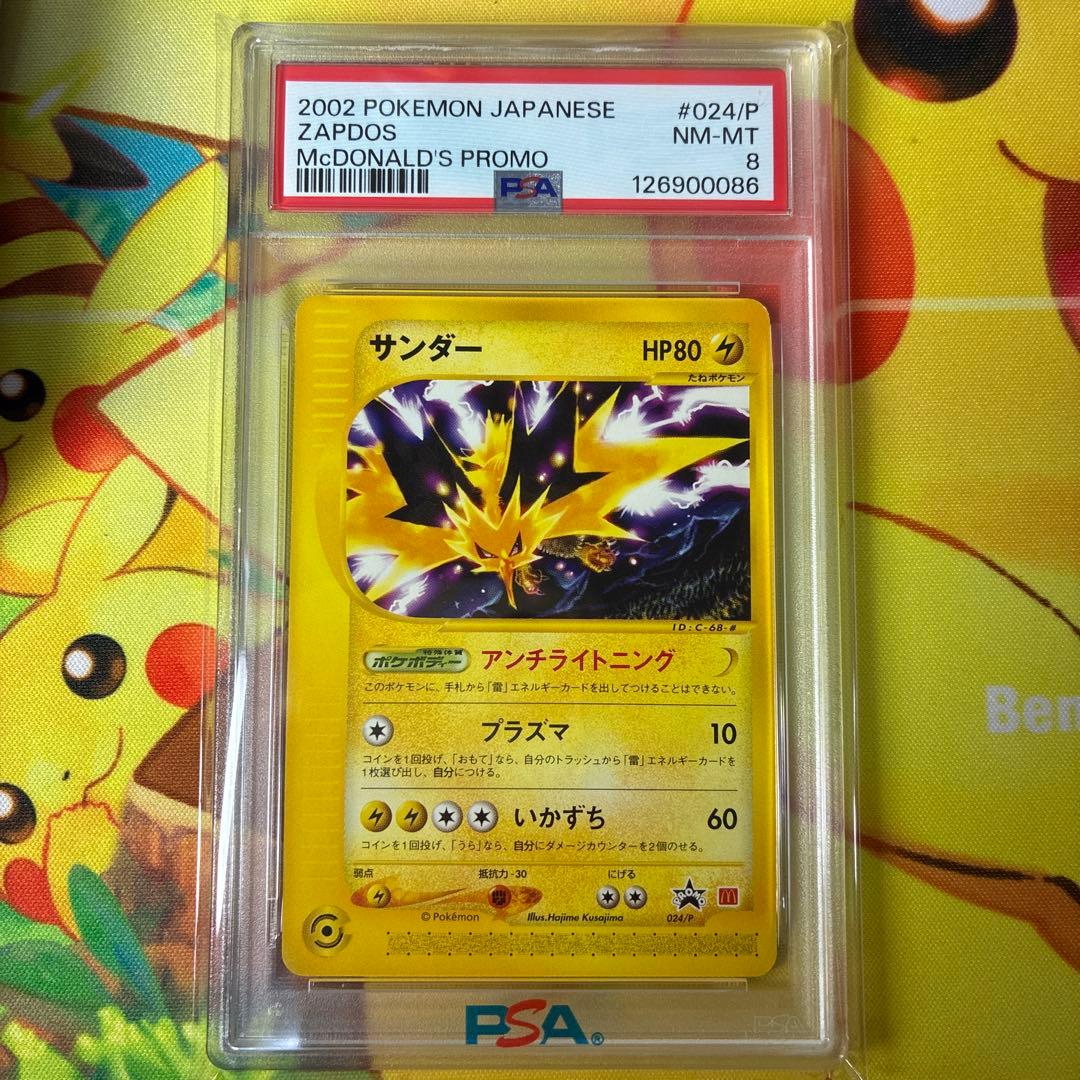 2002 POKEMON JAPANESE #024/P
ZAPDOS NM-MT
McDONALD'S PROMO 8
PSA 126900086
サンダー HP80
たねポケモン
ID:C-68-#
特殊体質
ポケボディー アンチライトニング
このポケモンに、手札から「雷」エネルギーカードを出してつけることはできない。
プラズマ 10
コインを1回投げ、「おもて」なら、自分のトラッシュから「雷」エネルギーカードを
1枚選び出し、自分につける。
いかずち 60
コインを1回投げ、「うら」なら、自分にダメージカウンターを2個のせる。
弱点 抵抗力-30 にげる
PROMO
©Pokémon Illus.Hajime Kusajima 024/P
PSA®
PSA
Ben